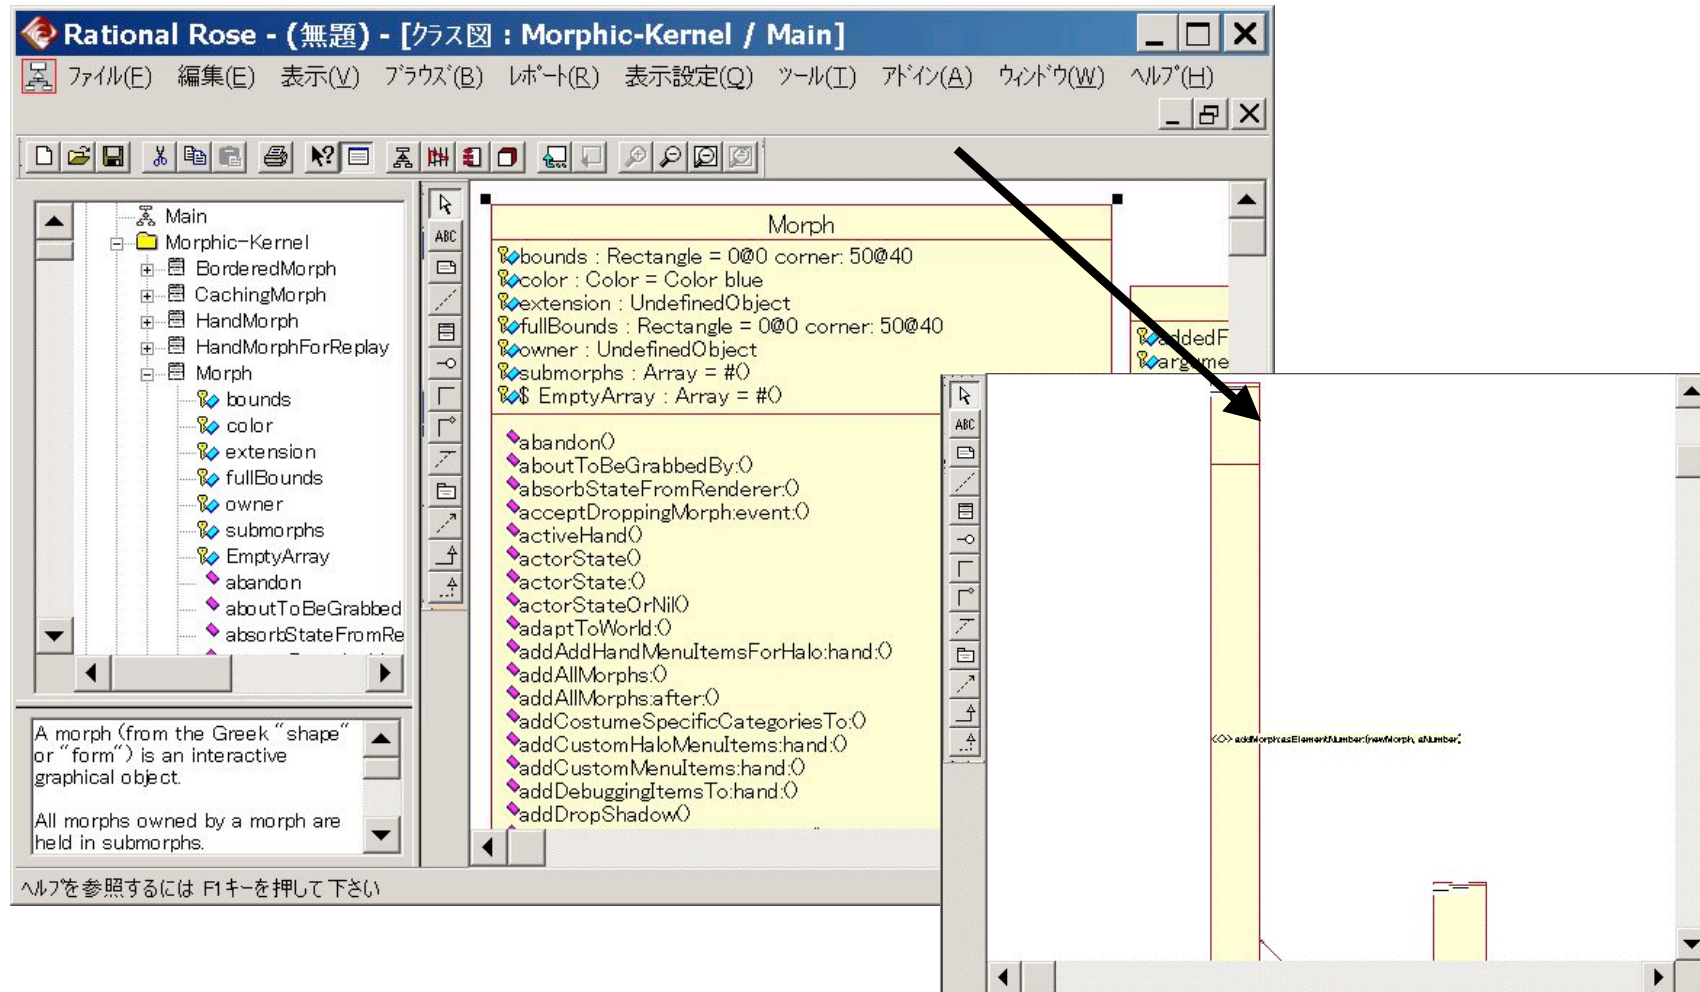 Rational Rose - (無題) - [クラス図 : Morphic-Kernel / Main]
ファイル(F) 編集(E) 表示(V) ブラウズ(B) レポート(R) 表示設定(Q) ツール(T) アドイン(A) ウィンドウ(W) ヘルプ(H)
Main
Morphic-Kernel
BorderedMorph
CachingMorph
HandMorph
HandMorphForReplay
Morph
bounds
color
extension
fullBounds
owner
submorphs
EmptyArray
abandon
aboutToBeGrabbed
absorbStateFromRe
A morph (from the Greek "shape"
or "form") is an interactive
graphical object.
All morphs owned by a morph are
held in submorphs.
ABC
Morph
bounds : Rectangle = 0@0 corner: 50@40
color : Color = Color blue
extension : UndefinedObject
fullBounds : Rectangle = 0@0 corner: 50@40
owner : UndefinedObject
submorphs : Array = #()
$ EmptyArray : Array = #()
abandon()
aboutToBeGrabbedBy:()
absorbStateFromRenderer:()
acceptDroppingMorph:event:()
activeHand()
actorState()
actorState:()
actorStateOrNil()
adaptToWorld:()
addAddHandMenuItemsForHalo:hand:()
addAllMorphs:()
addAllMorphs:after:()
addCostumeSpecificCategoriesTo:()
addCustomHaloMenuItems:hand:()
addCustomMenuItems:hand:()
addDebuggingItemsTo:hand:()
addDropShadow()
addedF
argume
ABC
<<>> addMorph:asElementNumber:(newMorph, aNumber)
ヘルプを参照するには F1キーを押して下さい